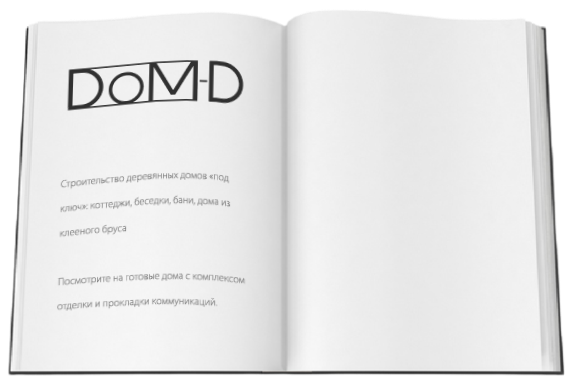 DoM-D
Строительство деревянных домов «под
ключ»: коттеджи, беседки, бани, дома из
клееного бруса
Посмотрите на готовые дома с комплексом
отделки и прокладки коммуникаций.